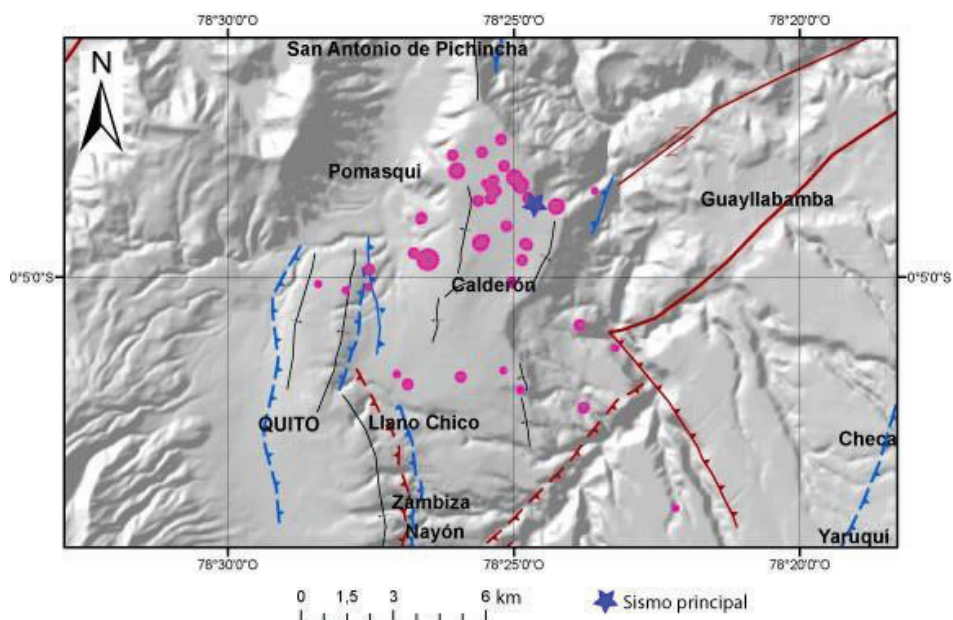 78°30'0"O 78°25'0"O 78°20'0"O
San Antonio de Pichincha
N
Pomasqui
Guayllabamba
0°5'0"S 0°5'0"S
Calderón
QUITO
Llano Chico
Checa
Zámbiza
Nayón
Yaruquí
78°30'0"O 78°25'0"O 78°20'0"O
0 1,5 3 6 km
Sismo principal